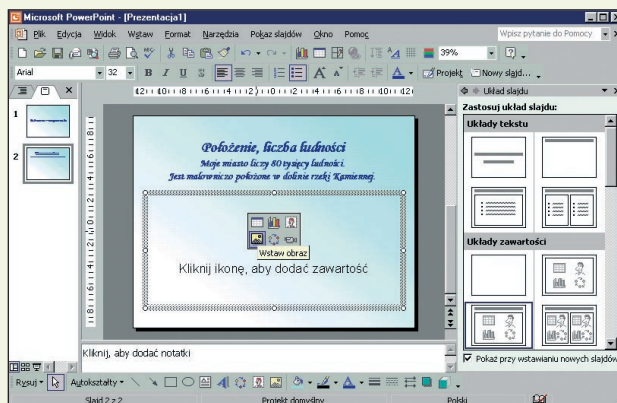 Microsoft PowerPoint - [Prezentacja1]
Plik Edycja Widok Wstaw Format Narzędzia Pokaz slajdów Okno Pomoc Wpisz pytanie do Pomocy
39%
Arial 32 B I U S Projekt Nowy slajd...
Układ slajdu
Zastosuj układ slajdu:
Układy tekstu
1
2
Położenie, liczba ludności
Moje miasto liczy 80 tysięcy ludności.
Jest malowniczo położone w dolinie rzeki Kamiennej.
Wstaw obraz
Kliknij ikonę, aby dodać zawartość
Układy zawartości
Kliknij, aby dodać notatki
Pokaż przy wstawianiu nowych slajdów
Rysuj Autokształty
Slajd 2 z 2 Projekt domyślny Polski